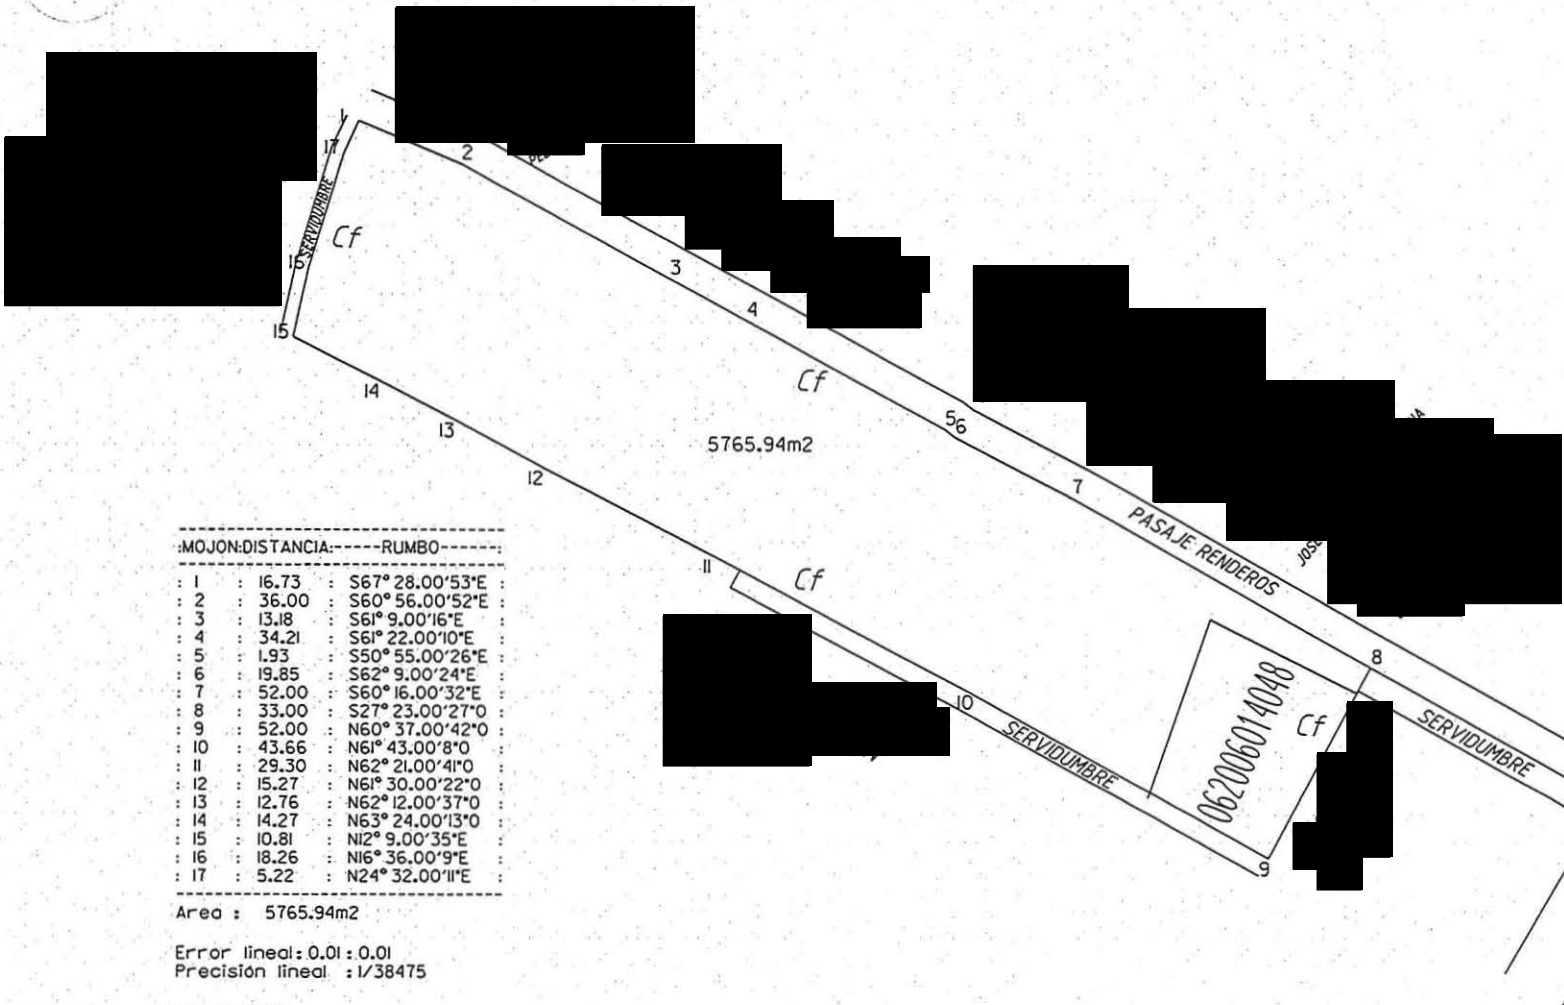 1
17
2
SERVIDUMBRE
Cf
16
3
15
4
Cf
14
56
13
5765.94m2
12
7
PASAJE RENDEROS
11
Cf
8
10
SERVIDUMBRE
062006014048
Cf
SERVIDUMBRE
9
:MOJON:DISTANCIA:-----RUMBO------:
: 1 : 16.73 : S67° 28.00'53"E :
: 2 : 36.00 : S60° 56.00'52"E :
: 3 : 13.18 : S61° 9.00'16"E :
: 4 : 34.21 : S61° 22.00'10"E :
: 5 : 1.93 : S50° 55.00'26"E :
: 6 : 19.85 : S62° 9.00'24"E :
: 7 : 52.00 : S60° 16.00'32"E :
: 8 : 33.00 : S27° 23.00'27"O :
: 9 : 52.00 : N60° 37.00'42"O :
: 10 : 43.66 : N61° 43.00'8"O :
: 11 : 29.30 : N62° 21.00'41"O :
: 12 : 15.27 : N61° 30.00'22"O :
: 13 : 12.76 : N62° 12.00'37"O :
: 14 : 14.27 : N63° 24.00'13"O :
: 15 : 10.81 : N12° 9.00'35"E :
: 16 : 18.26 : N16° 36.00'9"E :
: 17 : 5.22 : N24° 32.00'11"E :
Area : 5765.94m2
Error lineal: 0.01 : 0.01
Precisión lineal : 1/38475